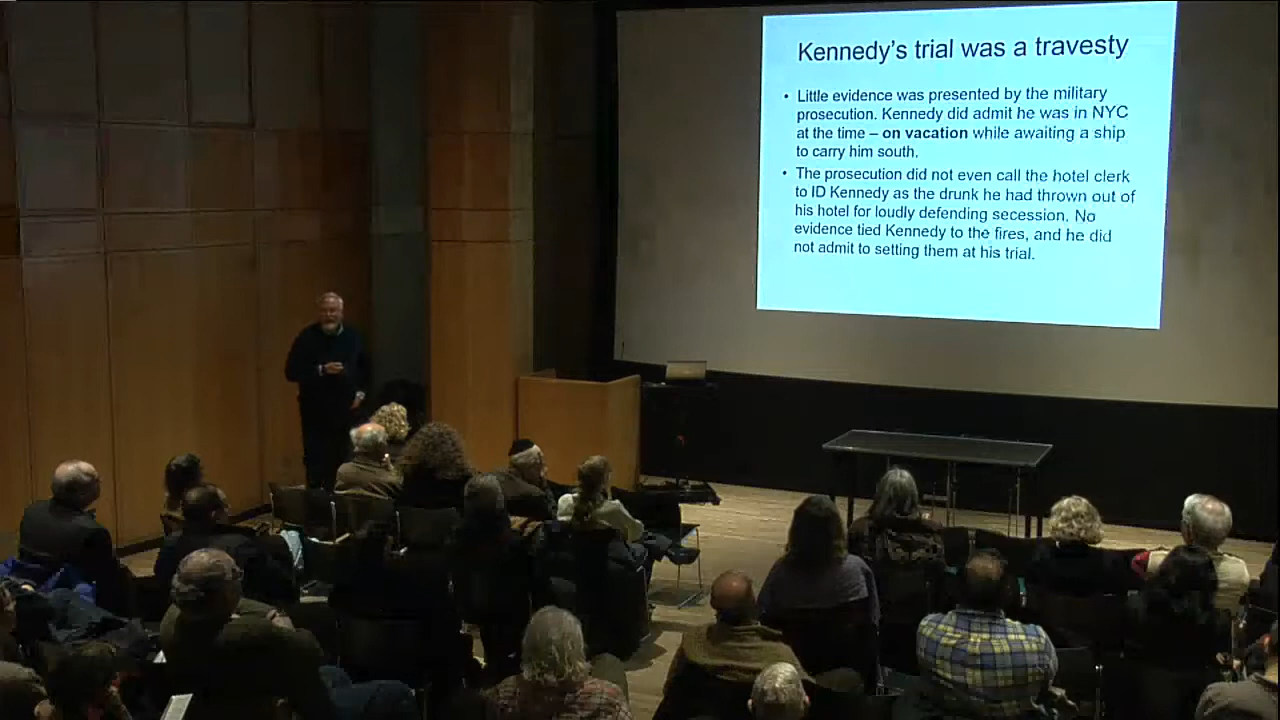 Kennedy's trial was a travesty
• Little evidence was presented by the military
prosecution. Kennedy did admit he was in NYC
at the time – on vacation while awaiting a ship
to carry him south.
• The prosecution did not even call the hotel clerk
to ID Kennedy as the drunk he had thrown out of
his hotel for loudly defending secession. No
evidence tied Kennedy to the fires, and he did
not admit to setting them at his trial.